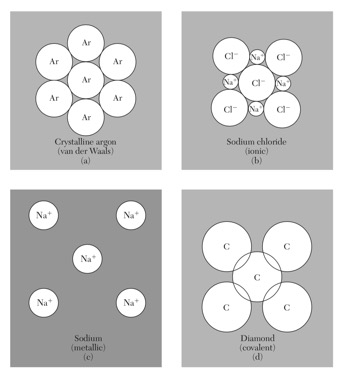 Ar
Ar Ar
Ar
Ar Ar
Ar
Crystalline argon
(van der Waals)
(a)
Cl⁻ Na⁺ Cl⁻
Na⁺ Cl⁻ Na⁺
Cl⁻ Na⁺ Cl⁻
Sodium chloride
(ionic)
(b)
Na⁺ Na⁺
Na⁺
Na⁺ Na⁺
Sodium
(metallic)
(c)
C C
C
C C
Diamond
(covalent)
(d)